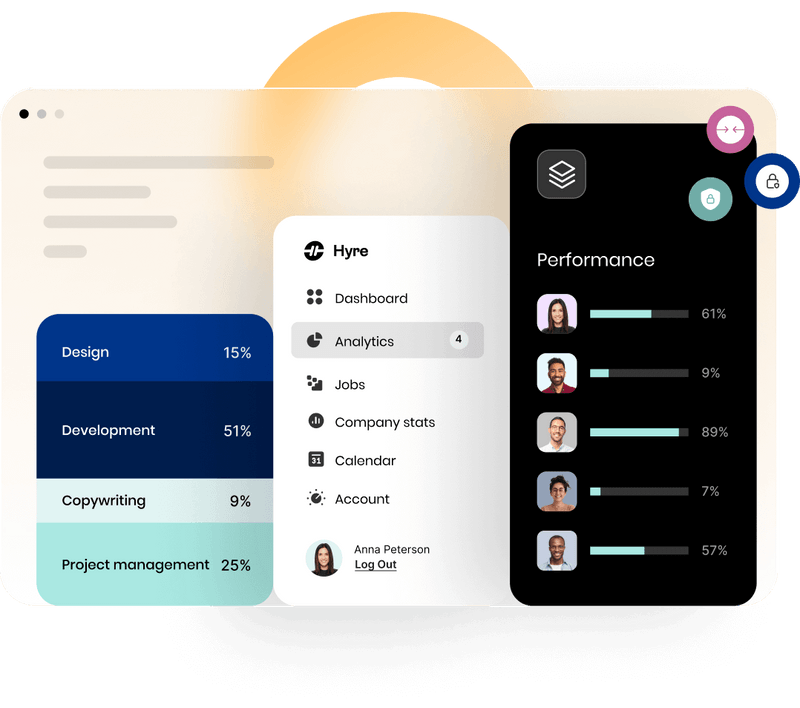 Design 15%
Development 51%
Copywriting 9%
Project management 25%
Hyre
Dashboard
Analytics 4
Jobs
Company stats
31
Calendar
Account
Anna Peterson
Log Out
Performance
61%
9%
89%
7%
57%